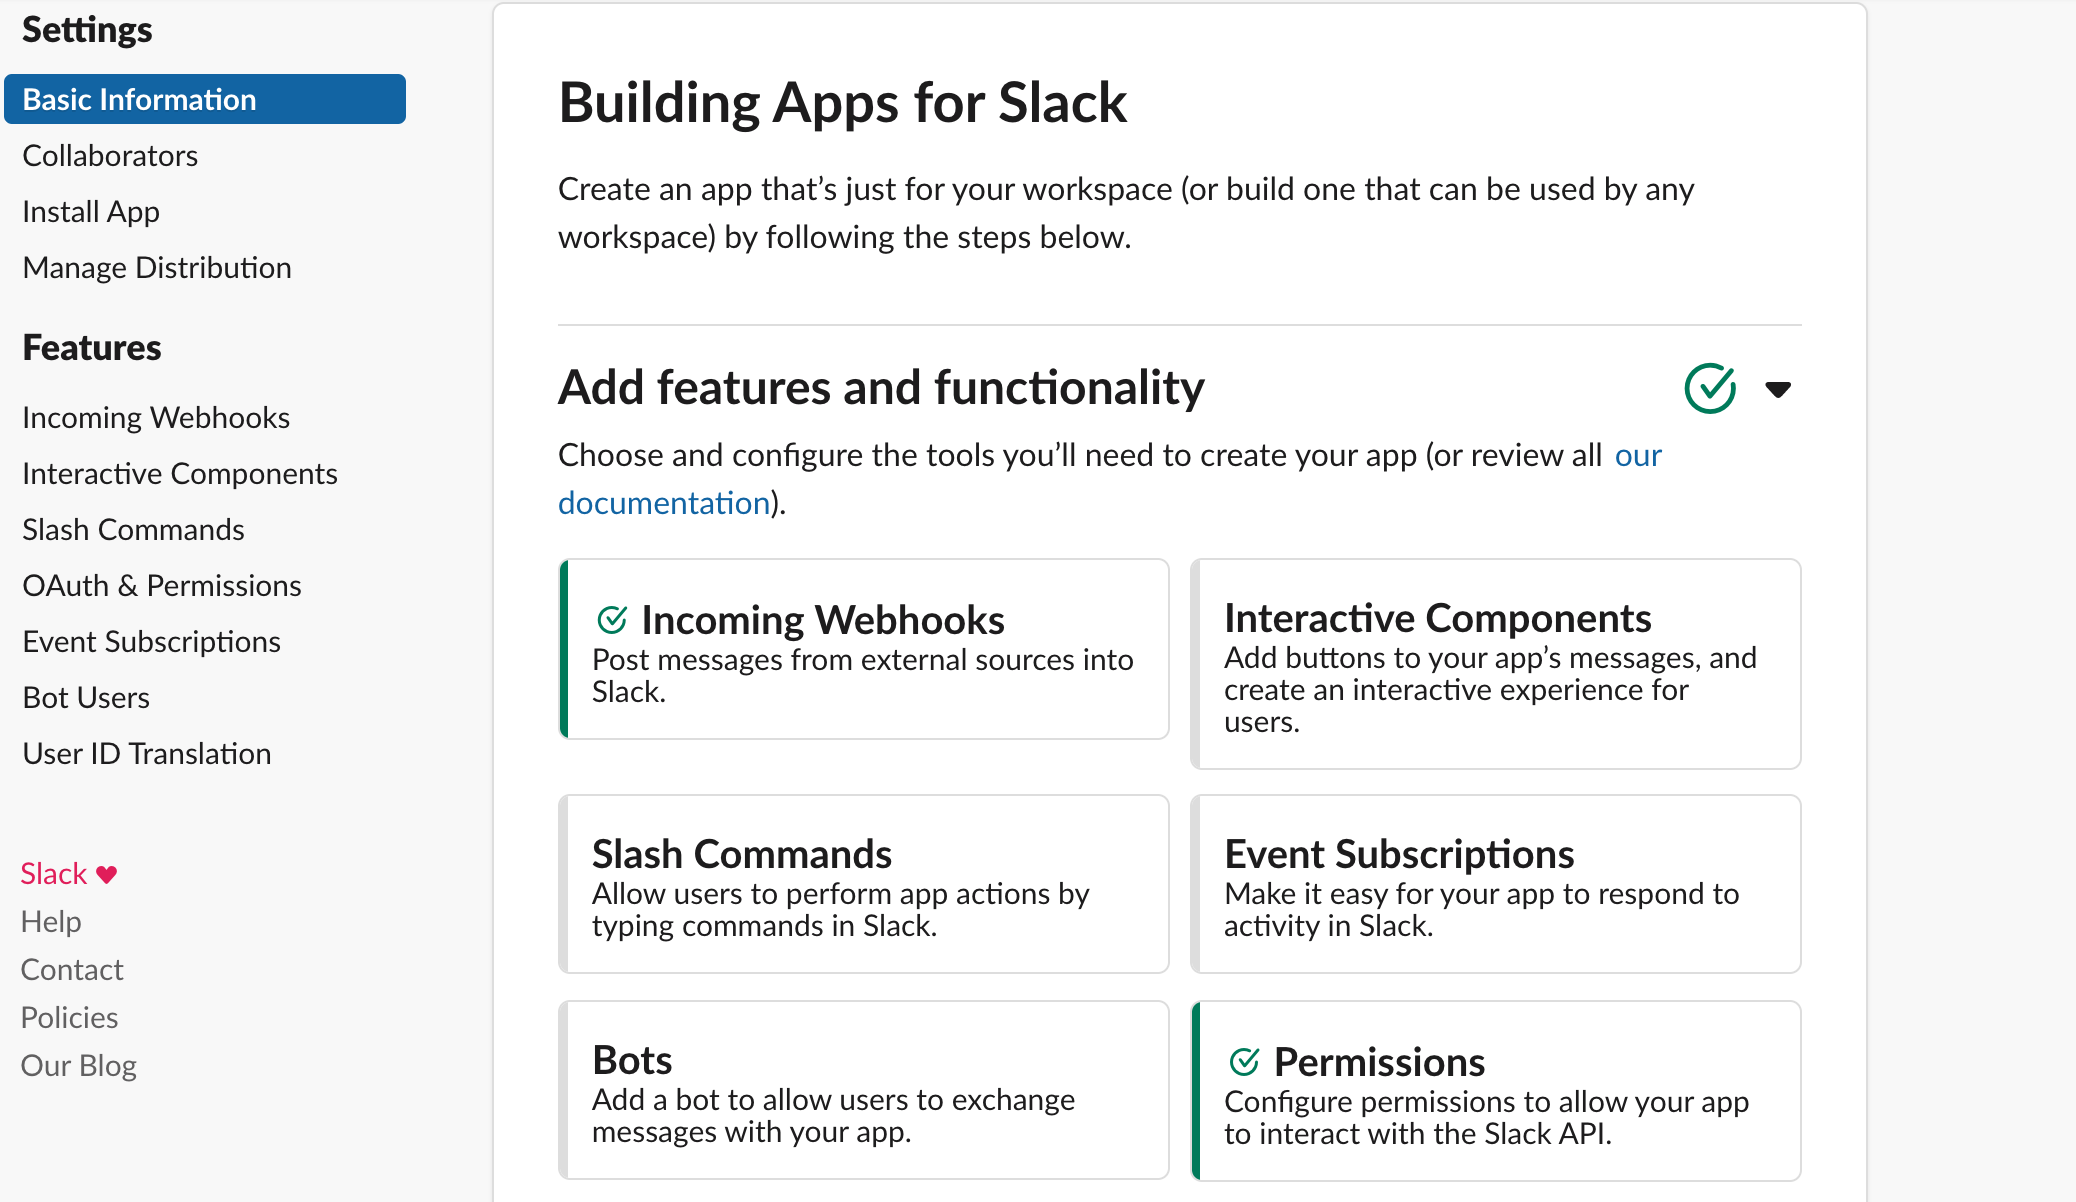 Settings
Basic Information
Collaborators
Install App
Manage Distribution
Features
Incoming Webhooks
Interactive Components
Slash Commands
OAuth & Permissions
Event Subscriptions
Bot Users
User ID Translation
Slack ♥
Help
Contact
Policies
Our Blog
Building Apps for Slack
Create an app that’s just for your workspace (or build one that can be used by any
workspace) by following the steps below.
Add features and functionality
Choose and configure the tools you’ll need to create your app (or review all our
documentation).
Incoming Webhooks
Post messages from external sources into
Slack.
Interactive Components
Add buttons to your app’s messages, and
create an interactive experience for
users.
Slash Commands
Allow users to perform app actions by
typing commands in Slack.
Event Subscriptions
Make it easy for your app to respond to
activity in Slack.
Bots
Add a bot to allow users to exchange
messages with your app.
Permissions
Configure permissions to allow your app
to interact with the Slack API.